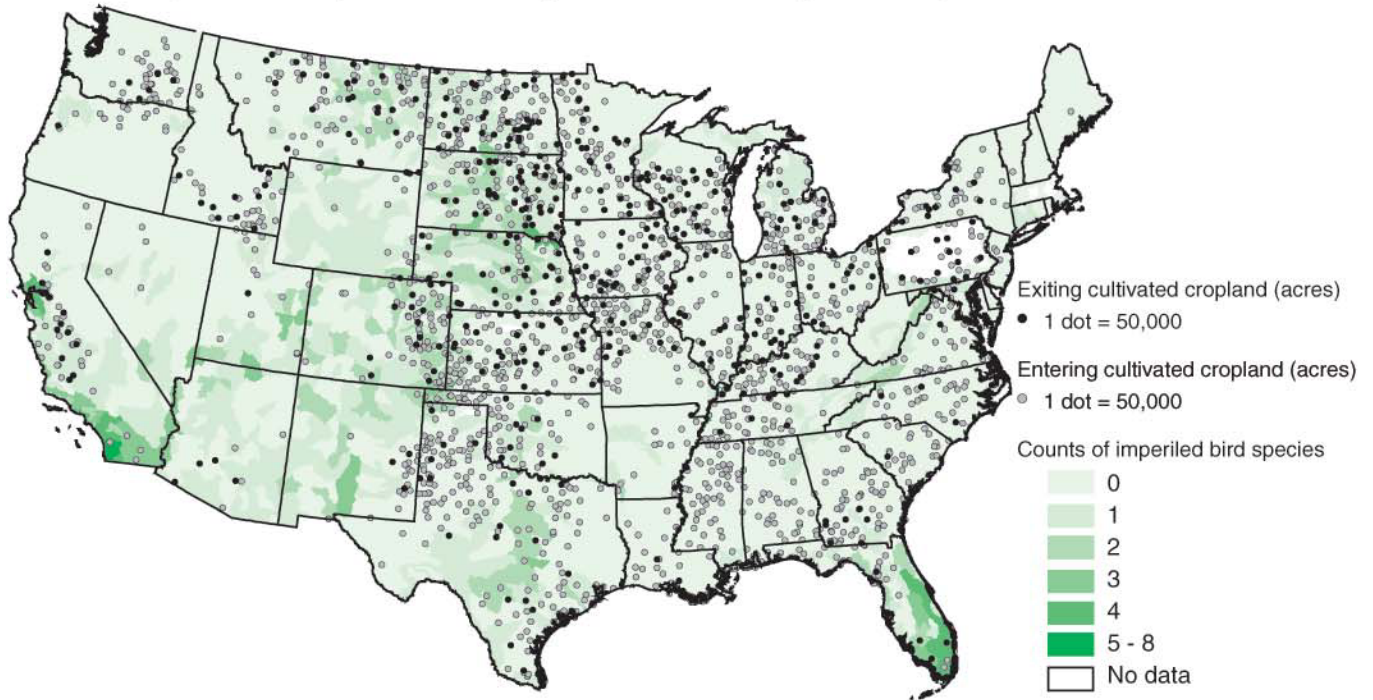 Exiting cultivated cropland (acres)
1 dot = 50,000
Entering cultivated cropland (acres)
1 dot = 50,000
Counts of imperiled bird species
0
1
2
3
4
5 - 8
No data